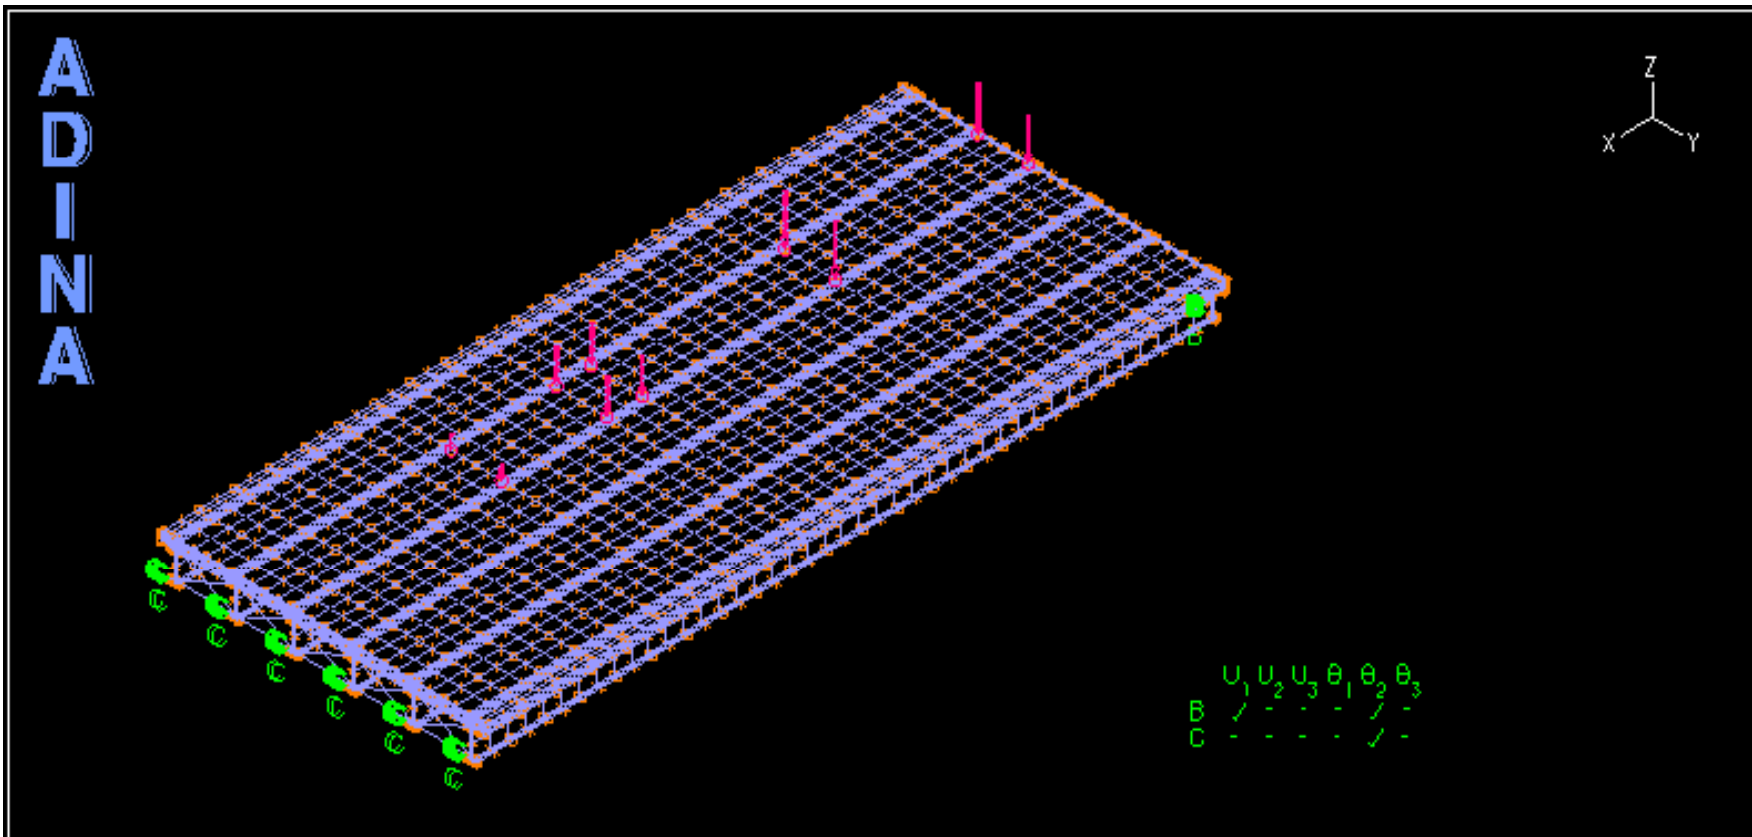 ADINA
Z
X Y
B
C
C
C
C
C
C
U₁ U₂ U₃ θ₁ θ₂ θ₃
B ✓ - - - ✓ -
C - - - - ✓ -